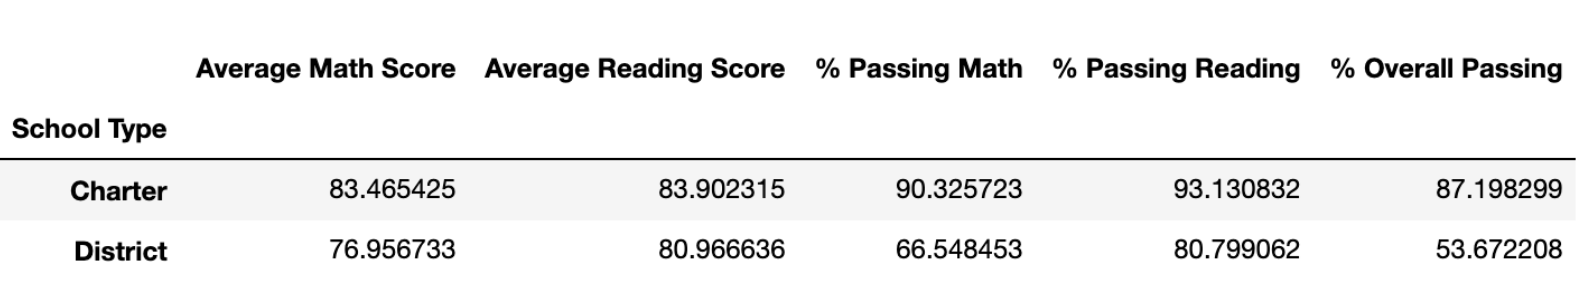 Average Math Score Average Reading Score % Passing Math % Passing Reading % Overall Passing
School Type
Charter 83.465425 83.902315 90.325723 93.130832 87.198299
District 76.956733 80.966636 66.548453 80.799062 53.672208